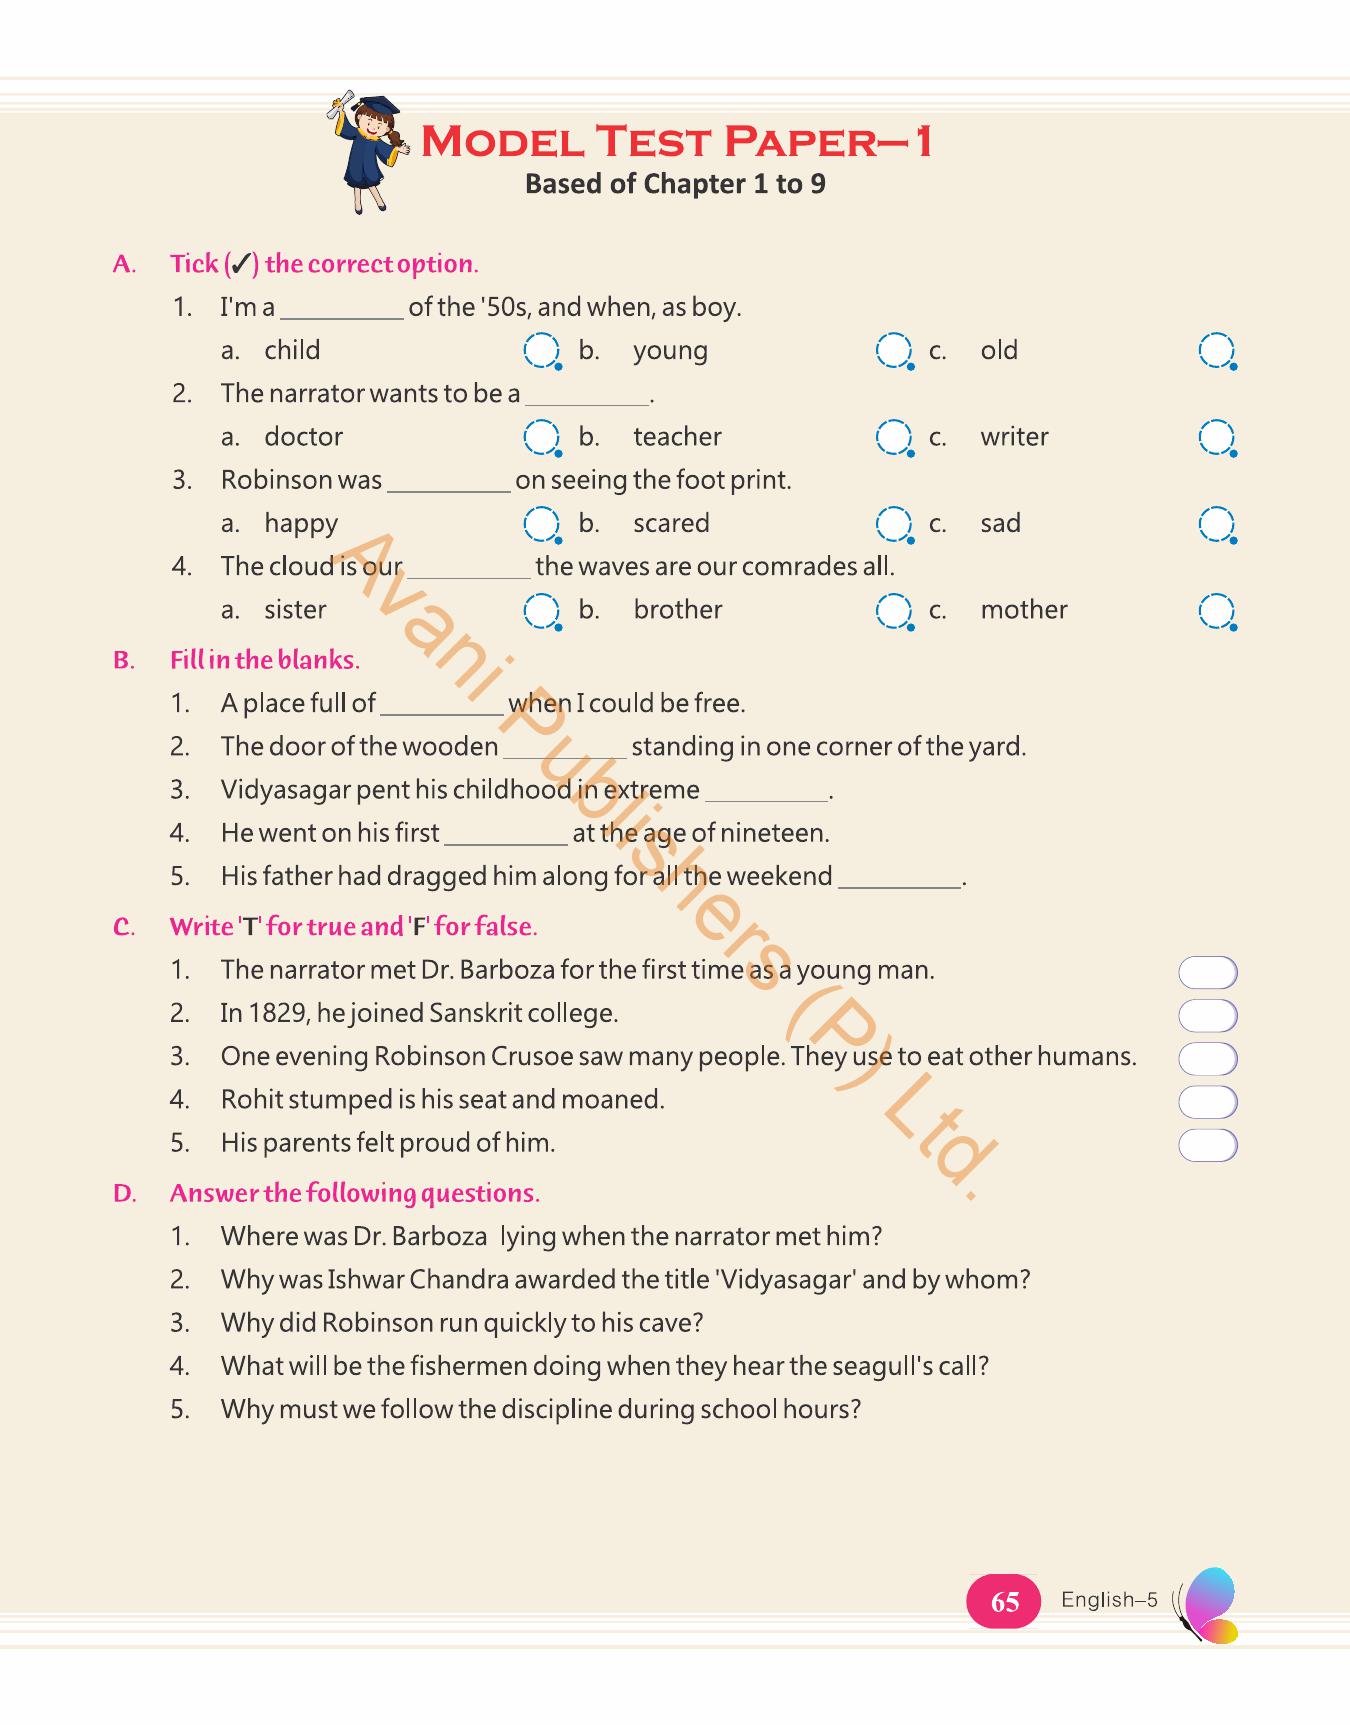 MODEL TEST PAPER–1
Based of Chapter 1 to 9
A. Tick (✓) the correct option.
1. I'm a __________ of the '50s, and when, as boy.
a. child b. young c. old
2. The narrator wants to be a __________.
a. doctor b. teacher c. writer
3. Robinson was __________ on seeing the foot print.
a. happy b. scared c. sad
4. The cloud is our __________ the waves are our comrades all.
a. sister b. brother c. mother
B. Fill in the blanks.
1. A place full of __________ when I could be free.
2. The door of the wooden __________ standing in one corner of the yard.
3. Vidyasagar pent his childhood in extreme __________.
4. He went on his first __________ at the age of nineteen.
5. His father had dragged him along for all the weekend __________.
C. Write 'T' for true and 'F' for false.
1. The narrator met Dr. Barboza for the first time as a young man.
2. In 1829, he joined Sanskrit college.
3. One evening Robinson Crusoe saw many people. They use to eat other humans.
4. Rohit stumped is his seat and moaned.
5. His parents felt proud of him.
D. Answer the following questions.
1. Where was Dr. Barboza lying when the narrator met him?
2. Why was Ishwar Chandra awarded the title 'Vidyasagar' and by whom?
3. Why did Robinson run quickly to his cave?
4. What will be the fishermen doing when they hear the seagull's call?
5. Why must we follow the discipline during school hours?
Avani Publishers (P) Ltd.
65 English–5